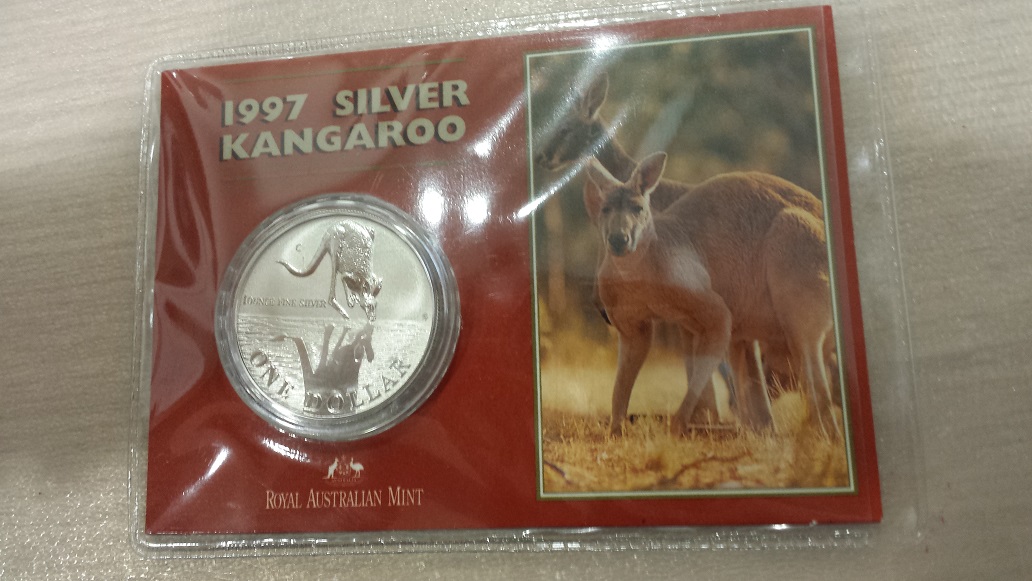 1997 SILVER
KANGAROO
C
1 OUNCE FINE SILVER
ONE DOLLAR
ROYAL AUSTRALIAN MINT